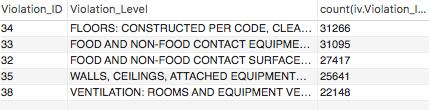 Violation_ID Violation_Level count(iv.Violation_I...
34 FLOORS: CONSTRUCTED PER CODE, CLEA... 31266
33 FOOD AND NON-FOOD CONTACT EQUIPME... 31095
32 FOOD AND NON-FOOD CONTACT SURFACE... 27417
35 WALLS, CEILINGS, ATTACHED EQUIPMENT... 25641
38 VENTILATION: ROOMS AND EQUIPMENT VE... 22148